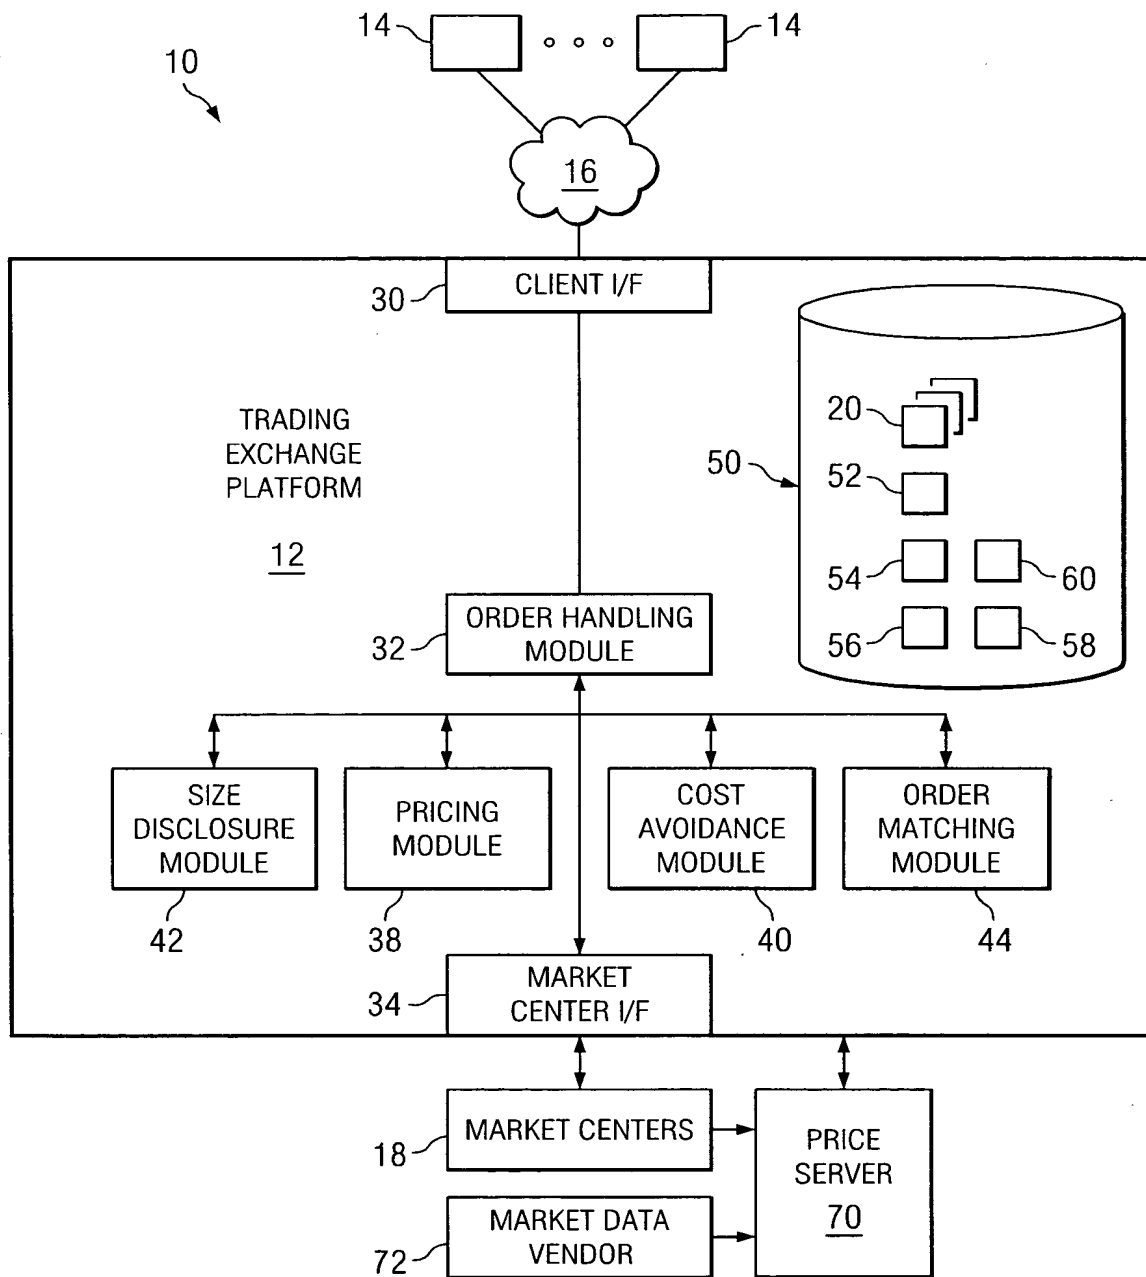 14
14
10
16
30
CLIENT I/F
TRADING
EXCHANGE
PLATFORM
12
20
50
52
54
60
56
58
32
ORDER HANDLING
MODULE
SIZE
DISCLOSURE
MODULE
PRICING
MODULE
COST
AVOIDANCE
MODULE
ORDER
MATCHING
MODULE
42
38
40
44
34
MARKET
CENTER I/F
18
MARKET CENTERS
PRICE
SERVER
70
72
MARKET DATA
VENDOR